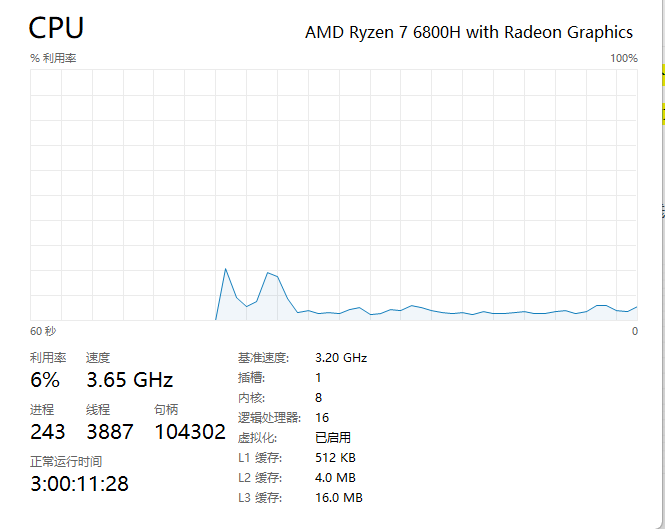 CPU
AMD Ryzen 7 6800H with Radeon Graphics
% 利用率
100%
60 秒
0
利用率 速度
6% 3.65 GHz
进程 线程 句柄
243 3887 104302
正常运行时间
3:00:11:28
基准速度: 3.20 GHz
插槽: 1
内核: 8
逻辑处理器: 16
虚拟化: 已启用
L1 缓存: 512 KB
L2 缓存: 4.0 MB
L3 缓存: 16.0 MB